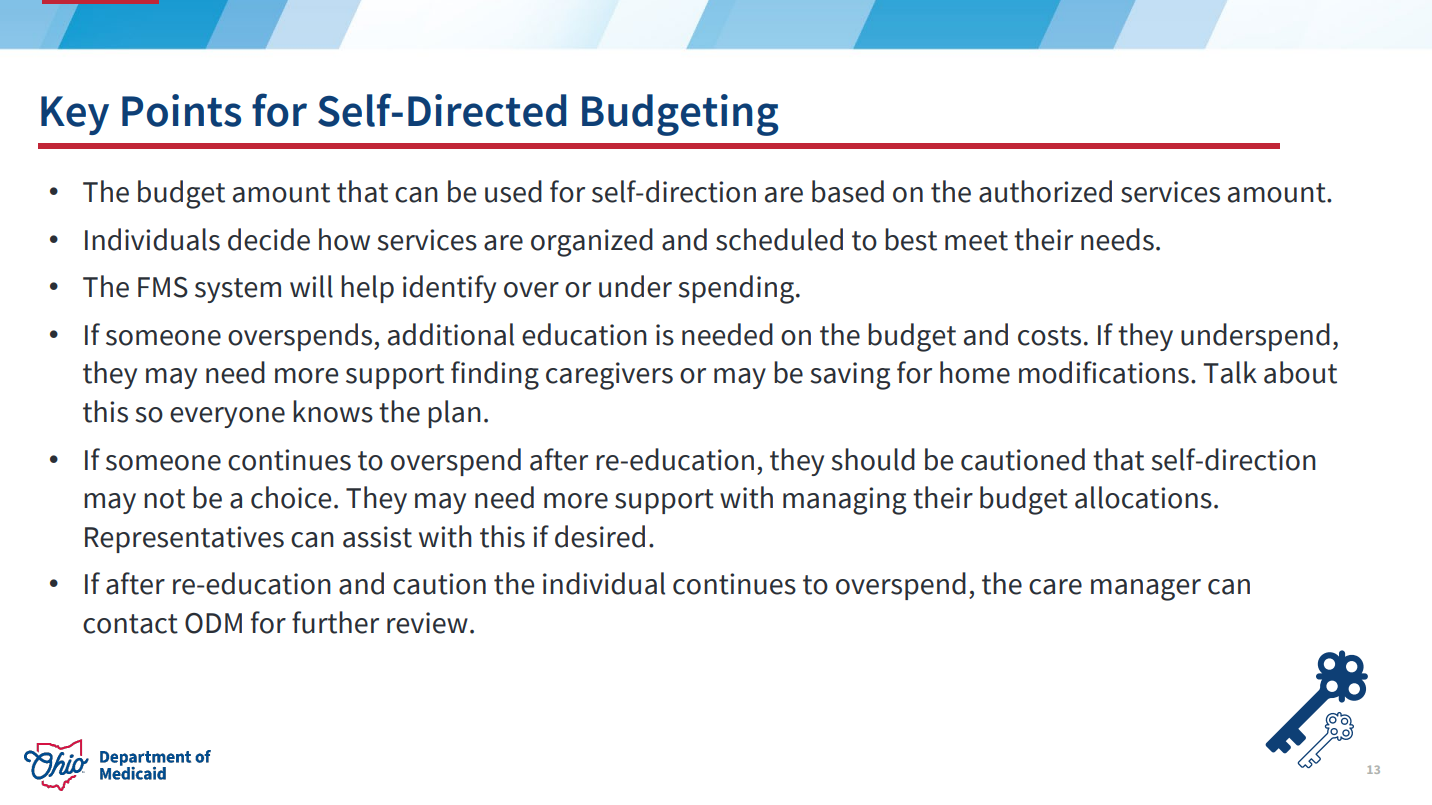 Key Points for Self-Directed Budgeting
• The budget amount that can be used for self-direction are based on the authorized services amount.
• Individuals decide how services are organized and scheduled to best meet their needs.
• The FMS system will help identify over or under spending.
• If someone overspends, additional education is needed on the budget and costs. If they underspend,
they may need more support finding caregivers or may be saving for home modifications. Talk about
this so everyone knows the plan.
• If someone continues to overspend after re-education, they should be cautioned that self-direction
may not be a choice. They may need more support with managing their budget allocations.
Representatives can assist with this if desired.
• If after re-education and caution the individual continues to overspend, the care manager can
contact ODM for further review.
Ohio
Department of
Medicaid
13